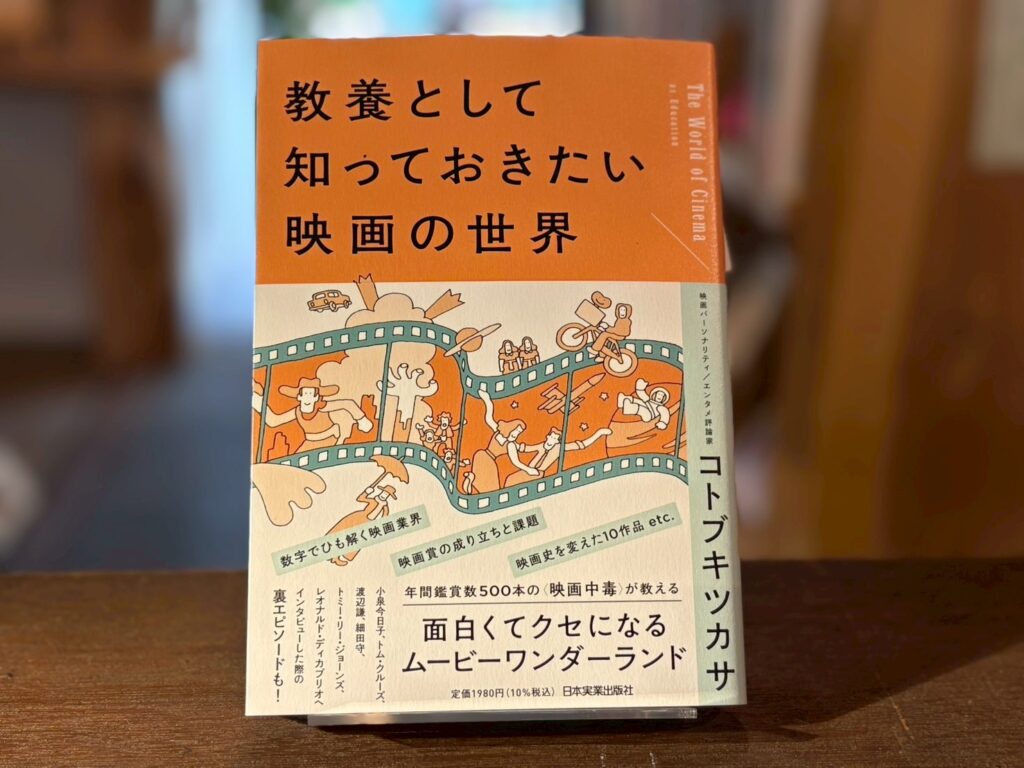 教養として
知っておきたい
映画の世界
The World of Cinema
as Education
映画パーソナリティ／エンタメ評論家
コトブキツカサ
数字でひも解く映画業界
映画賞の成り立ちと課題
映画史を変えた10作品 etc.
小泉今日子、トム・クルーズ、
渡辺謙、細田守、
トミー・リー・ジョーンズ、
レオナルド・ディカプリオへ
インタビューした際の
裏エピソードも！
年間鑑賞数500本の〈映画中毒〉が教える
面白くてクセになる
ムービーワンダーランド
定価1980円（10%税込） 日本実業出版社